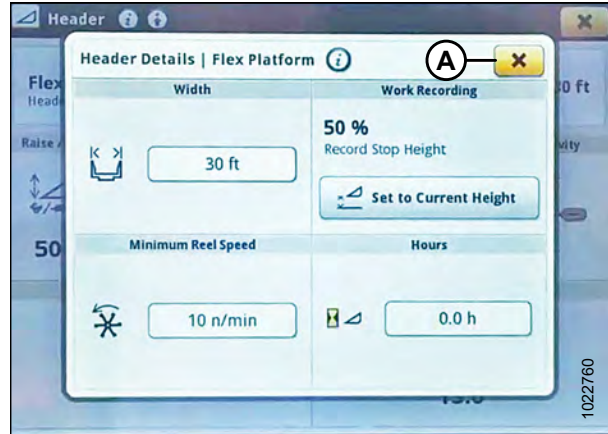 Header
Header Details | Flex Platform
A
Flex
Head
30 ft
Raise /
vity
50
Width
30 ft
Work Recording
50 %
Record Stop Height
Set to Current Height
Minimum Reel Speed
10 n/min
Hours
0.0 h
1022760